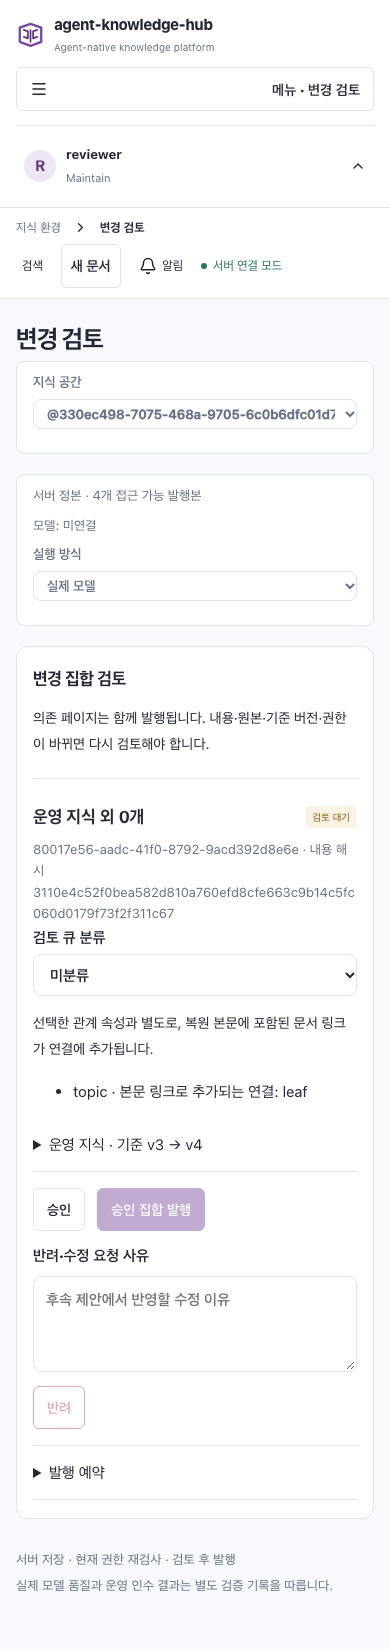 agent-knowledge-hub
Agent-native knowledge platform
메뉴 · 변경 검토
R
reviewer
Maintain
지식 환경
변경 검토
검색
새 문서
알림
서버 연결 모드
변경 검토
지식 공간
@330ec498-7075-468a-9705-6c0b6dfc01d7
서버 정본 · 4개 접근 가능 발행본
모델: 미연결
실행 방식
실제 모델
변경 집합 검토
의존 페이지는 함께 발행됩니다. 내용·원본·기준 버전·권한
이 바뀌면 다시 검토해야 합니다.
운영 지식 외 0개
검토 대기
80017e56-aadc-41f0-8792-9acd392d8e6e · 내용 해
시
3110e4c52f0bea582d810a760efd8cfe663c9b14c5fc
060d0179f73f2f311c67
검토 큐 분류
미분류
선택한 관계 속성과 별도로, 복원 본문에 포함된 문서 링크
가 연결에 추가됩니다.
• topic · 본문 링크로 추가되는 연결: leaf
운영 지식 · 기준 v3 → v4
승인
승인 집합 발행
반려·수정 요청 사유
후속 제안에서 반영할 수정 이유
반려
발행 예약
서버 저장 · 현재 권한 재검사 · 검토 후 발행
실제 모델 품질과 운영 인수 결과는 별도 검증 기록을 따릅니다.